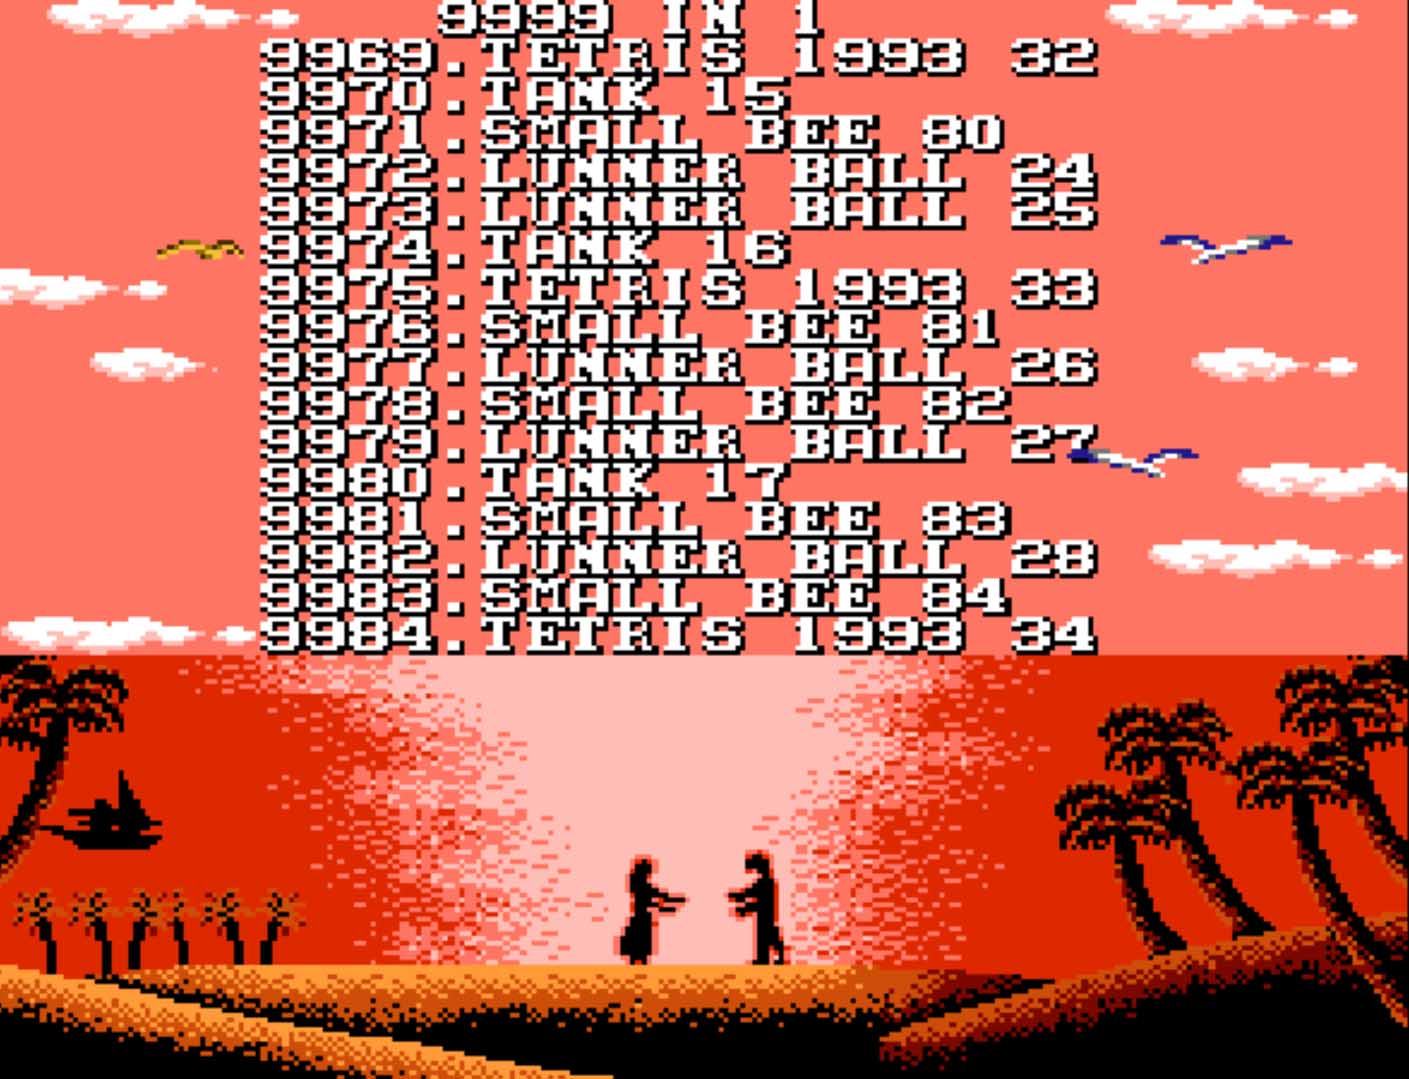 9999 IN 1
9969.TETRIS 1993 32
9970.TANK 15
9971.SMALL BEE 80
9972.LUNNER BALL 24
9973.LUNNER BALL 25
9974.TANK 16
9975.TETRIS 1993 33
9976.SMALL BEE 81
9977.LUNNER BALL 26
9978.SMALL BEE 82
9979.LUNNER BALL 27
9980.TANK 17
9981.SMALL BEE 83
9982.LUNNER BALL 28
9983.SMALL BEE 84
9984.TETRIS 1993 34